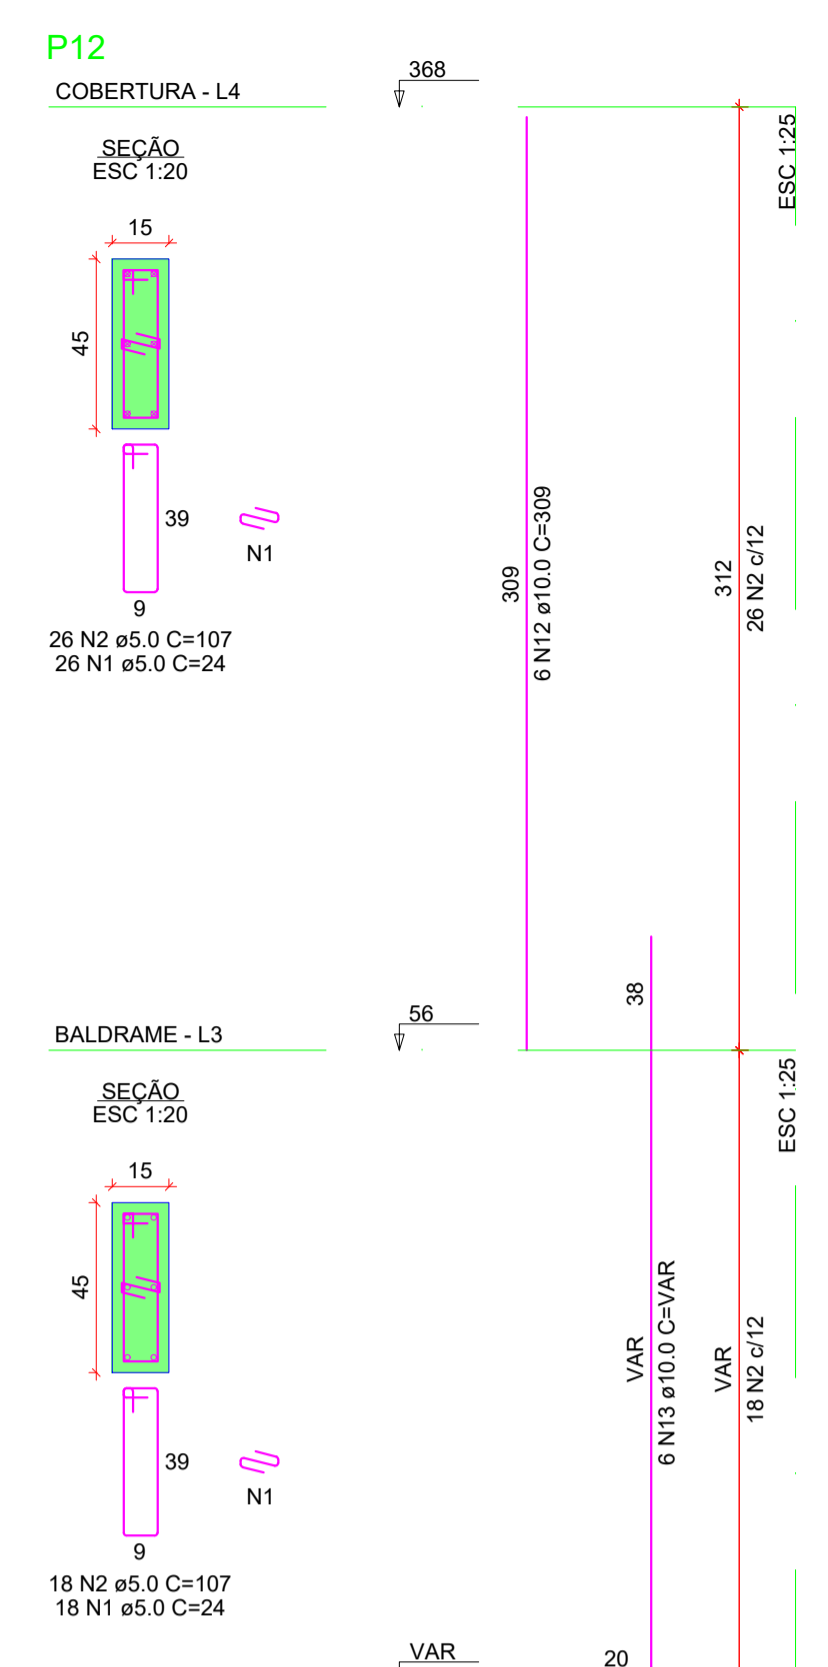 P12
COBERTURA - L4
368
SEÇÃO
ESC 1:20
15
45
39
N1
9
26 N2 ø5.0 C=107
26 N1 ø5.0 C=24
309
6 N12 ø10.0 C=309
312
26 N2 c/12
ESC 1:25
38
BALDRAME - L3
56
SEÇÃO
ESC 1:20
15
45
39
N1
9
18 N2 ø5.0 C=107
18 N1 ø5.0 C=24
VAR
6 N13 ø10.0 C=VAR
VAR
18 N2 c/12
ESC 1:25
VAR
20